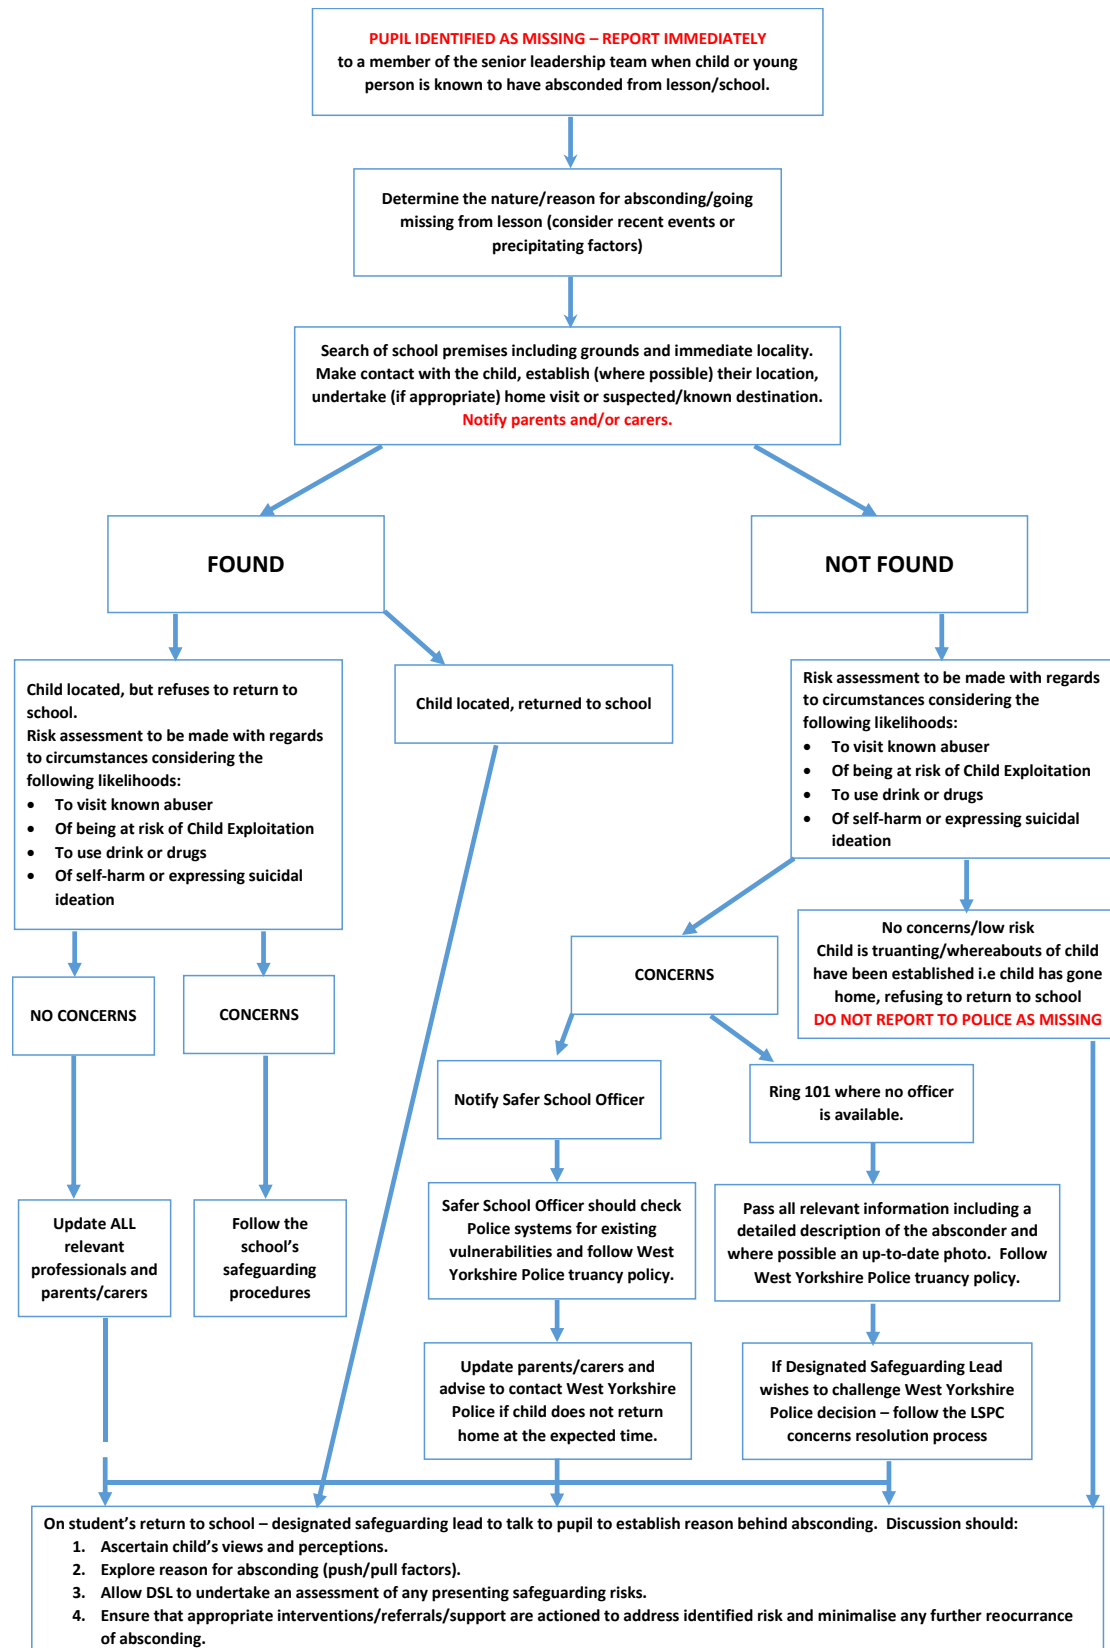 PUPIL IDENTIFIED AS MISSING – REPORT IMMEDIATELY
to a member of the senior leadership team when child or young
person is known to have absconded from lesson/school.
Determine the nature/reason for absconding/going
missing from lesson (consider recent events or
precipitating factors)
Search of school premises including grounds and immediate locality.
Make contact with the child, establish (where possible) their location,
undertake (if appropriate) home visit or suspected/known destination.
Notify parents and/or carers.
FOUND
NOT FOUND
Child located, but refuses to return to
school.
Risk assessment to be made with regards
to circumstances considering the
following likelihoods:
• To visit known abuser
• Of being at risk of Child Exploitation
• To use drink or drugs
• Of self-harm or expressing suicidal
ideation
Child located, returned to school
Risk assessment to be made with regards
to circumstances considering the
following likelihoods:
• To visit known abuser
• Of being at risk of Child Exploitation
• To use drink or drugs
• Of self-harm or expressing suicidal
ideation
NO CONCERNS
CONCERNS
CONCERNS
No concerns/low risk
Child is truanting/whereabouts of child
have been established i.e child has gone
home, refusing to return to school
DO NOT REPORT TO POLICE AS MISSING
Notify Safer School Officer
Ring 101 where no officer
is available.
Update ALL
relevant
professionals and
parents/carers
Follow the
school’s
safeguarding
procedures
Safer School Officer should check
Police systems for existing
vulnerabilities and follow West
Yorkshire Police truancy policy.
Pass all relevant information including a
detailed description of the absconder and
where possible an up-to-date photo.  Follow
West Yorkshire Police truancy policy.
Update parents/carers and
advise to contact West Yorkshire
Police if child does not return
home at the expected time.
If Designated Safeguarding Lead
wishes to challenge West Yorkshire
Police decision – follow the LSPC
concerns resolution process
On student’s return to school – designated safeguarding lead to talk to pupil to establish reason behind absconding.  Discussion should:
1. Ascertain child’s views and perceptions.
2. Explore reason for absconding (push/pull factors).
3. Allow DSL to undertake an assessment of any presenting safeguarding risks.
4. Ensure that appropriate interventions/referrals/support are actioned to address identified risk and minimalise any further reocurrance
of absconding.